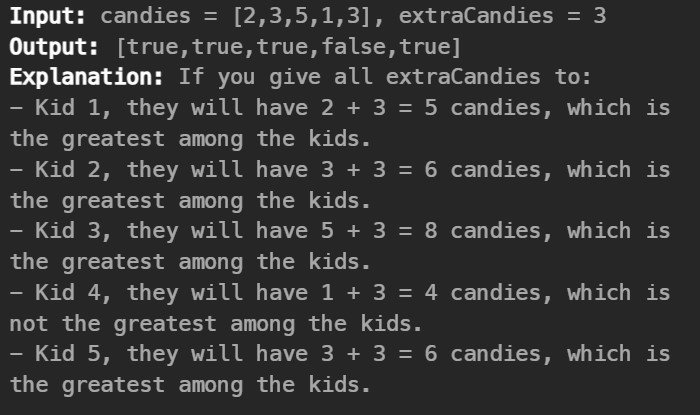 Input: candies = [2,3,5,1,3], extraCandies = 3
Output: [true,true,true,false,true]
Explanation: If you give all extraCandies to:
- Kid 1, they will have 2 + 3 = 5 candies, which is
the greatest among the kids.
- Kid 2, they will have 3 + 3 = 6 candies, which is
the greatest among the kids.
- Kid 3, they will have 5 + 3 = 8 candies, which is
the greatest among the kids.
- Kid 4, they will have 1 + 3 = 4 candies, which is
not the greatest among the kids.
- Kid 5, they will have 3 + 3 = 6 candies, which is
the greatest among the kids.